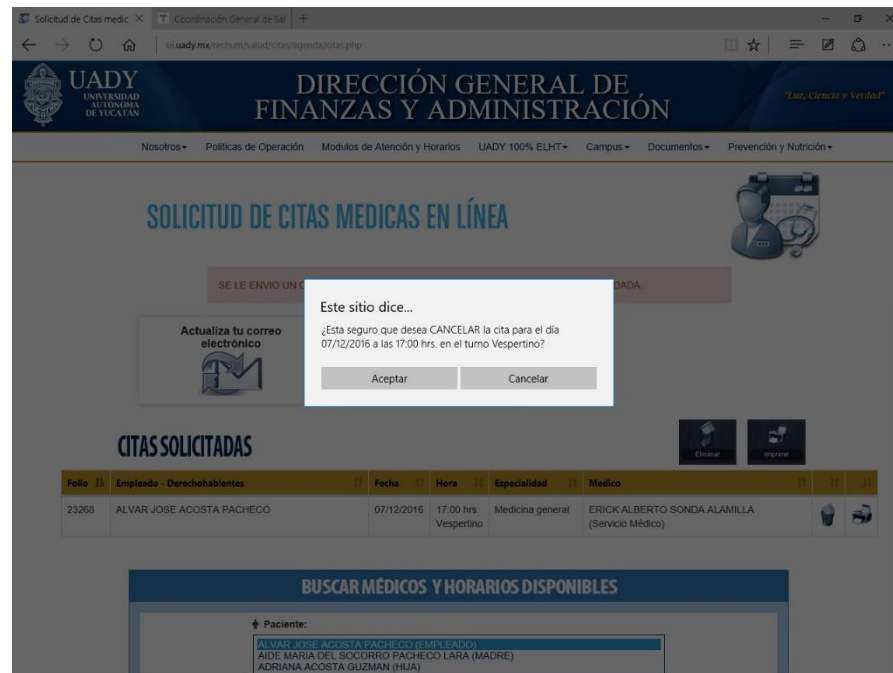 Solicitud de Citas medic
Coordinación General de Sal
siii.uady.mx/rechum/salud/citas/agenda/citas.php
UADY
UNIVERSIDAD
AUTÓNOMA
DE YUCATÁN
DIRECCIÓN GENERAL DE
FINANZAS Y ADMINISTRACIÓN
"Luz, Ciencia y Verdad"
Nosotros Políticas de Operación Modulos de Atención y Horarios UADY 100% ELHT Campus Documentos Prevención y Nutrición
SOLICITUD DE CITAS MEDICAS EN LÍNEA
SE LE ENVIO UN
DADA.
Este sitio dice...
¿Esta seguro que desea CANCELAR la cita para el día
07/12/2016 a las 17:00 hrs. en el turno Vespertino?
Aceptar Cancelar
Actualiza tu correo
electrónico
CITAS SOLICITADAS
Eliminar Imprimir
Folio Empleado - Derechohabientes Fecha Hora Especialidad Medico
23268 ALVAR JOSE ACOSTA PACHECO 07/12/2016 17:00 hrs. Medicina general ERICK ALBERTO SONDA ALAMILLA
Vespertino (Servicio Médico)
BUSCAR MÉDICOS Y HORARIOS DISPONIBLES
Paciente:
ALVAR JOSE ACOSTA PACHECO (EMPLEADO)
AIDE MARIA DEL SOCORRO PACHECO LARA (MADRE)
ADRIANA ACOSTA GUZMAN (HIJA)